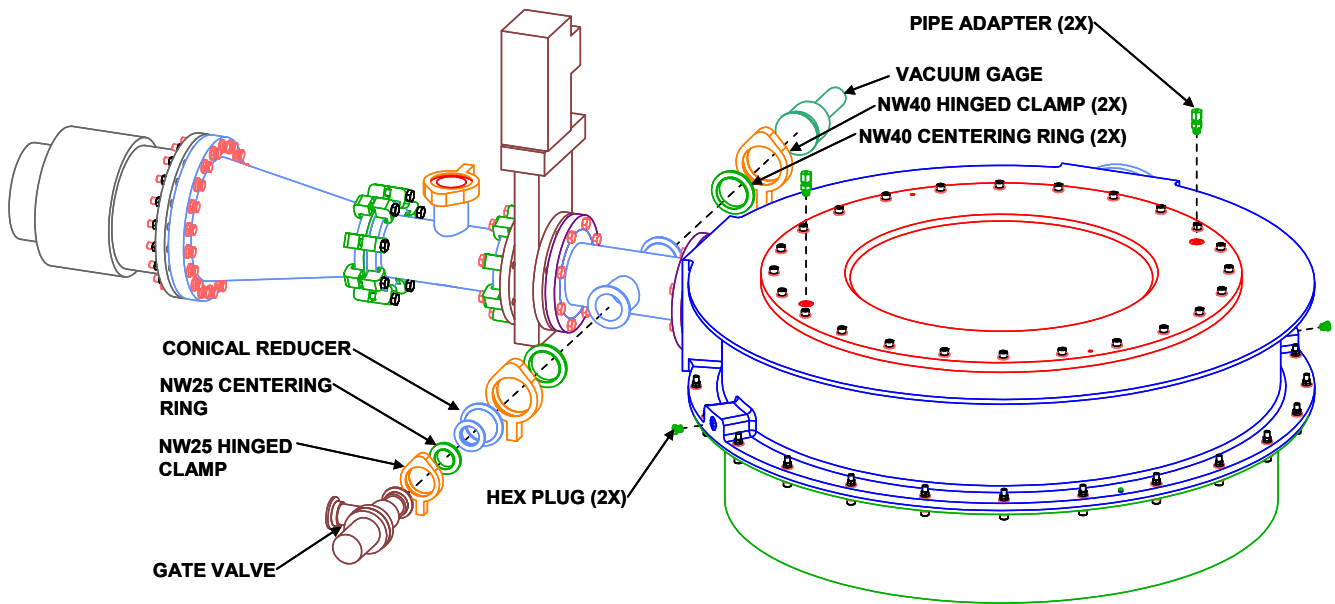 PIPE ADAPTER (2X)
VACUUM GAGE
NW40 HINGED CLAMP (2X)
NW40 CENTERING RING (2X)
CONICAL REDUCER
NW25 CENTERING
RING
NW25 HINGED
CLAMP
HEX PLUG (2X)
GATE VALVE